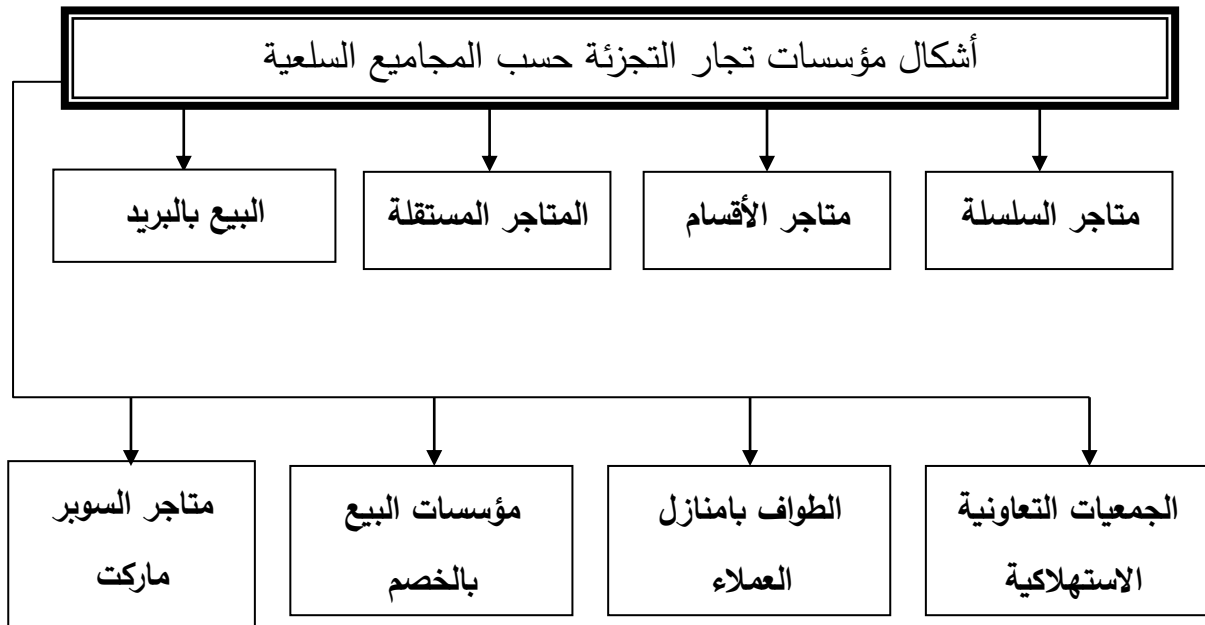 أشكال مؤسسات تجار التجزئة حسب المجاميع السلعية
متاجر السلسلة
متاجر الأقسام
المتاجر المستقلة
البيع بالبريد
الجمعيات التعاونية
الاستهلاكية
الطواف بامنازل
العملاء
مؤسسات البيع
بالخصم
متاجر السوبر
ماركت